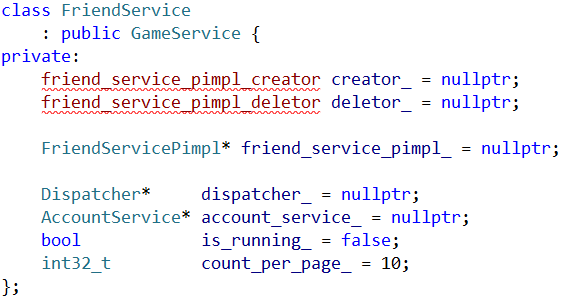 class FriendService
    : public GameService {
private:
    friend_service_pimpl_creator creator_ = nullptr;
    friend_service_pimpl_deletor deletor_ = nullptr;

    FriendServicePimpl* friend_service_pimpl_ = nullptr;

    Dispatcher*     dispatcher_ = nullptr;
    AccountService* account_service_ = nullptr;
    bool            is_running_ = false;
    int32_t         count_per_page_ = 10;
};